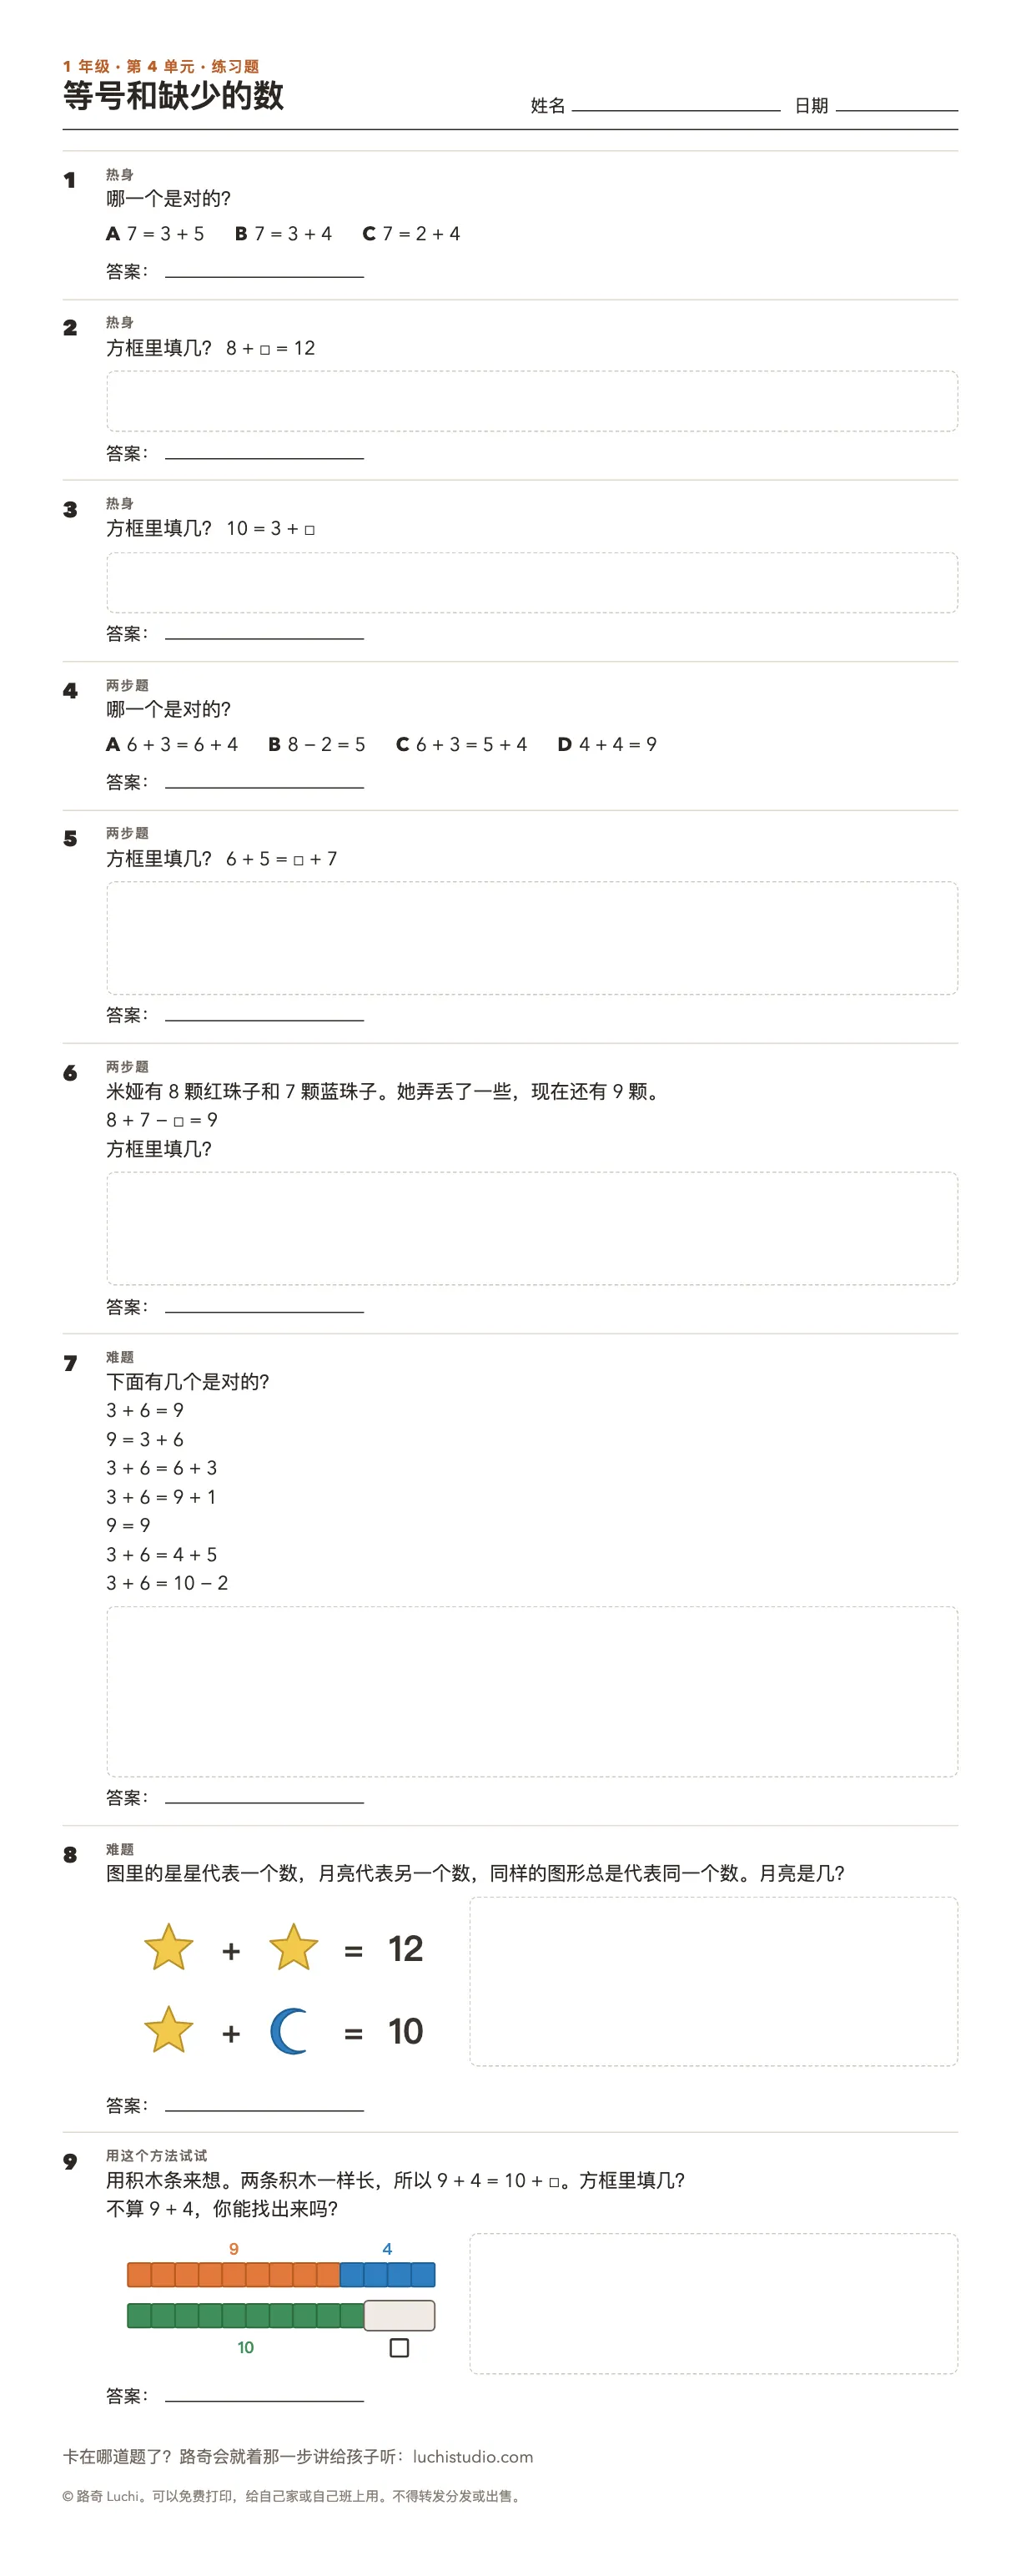 1 年级 · 第 4 单元 · 练习题
等号和缺少的数
姓名 日期
1 热身
哪一个是对的?
A 7 = 3 + 5 B 7 = 3 + 4 C 7 = 2 + 4
答案:
2 热身
方框里填几? 8 + □ = 12
答案:
3 热身
方框里填几? 10 = 3 + □
答案:
4 两步题
哪一个是对的?
A 6 + 3 = 6 + 4 B 8 − 2 = 5 C 6 + 3 = 5 + 4 D 4 + 4 = 9
答案:
5 两步题
方框里填几? 6 + 5 = □ + 7
答案:
6 两步题
米娅有 8 颗红珠子和 7 颗蓝珠子。她弄丢了一些，现在还有 9 颗。
8 + 7 − □ = 9
方框里填几?
答案:
7 难题
下面有几个是对的?
3 + 6 = 9
9 = 3 + 6
3 + 6 = 6 + 3
3 + 6 = 9 + 1
9 = 9
3 + 6 = 4 + 5
3 + 6 = 10 − 2
答案:
8 难题
图里的星星代表一个数，月亮代表另一个数，同样的图形总是代表同一个数。月亮是几?
+ = 12
+ = 10
答案:
9 用这个方法试试
用积木条来想。两条积木一样长，所以 9 + 4 = 10 + □。方框里填几?
不算 9 + 4，你能找出来吗?
9 4
10 □
答案:
卡在哪道题了? 路奇会就着那一步讲给孩子听: luchistudio.com
© 路奇 Luchi。可以免费打印，给自己家或自己班上用。不得转发分发或出售。